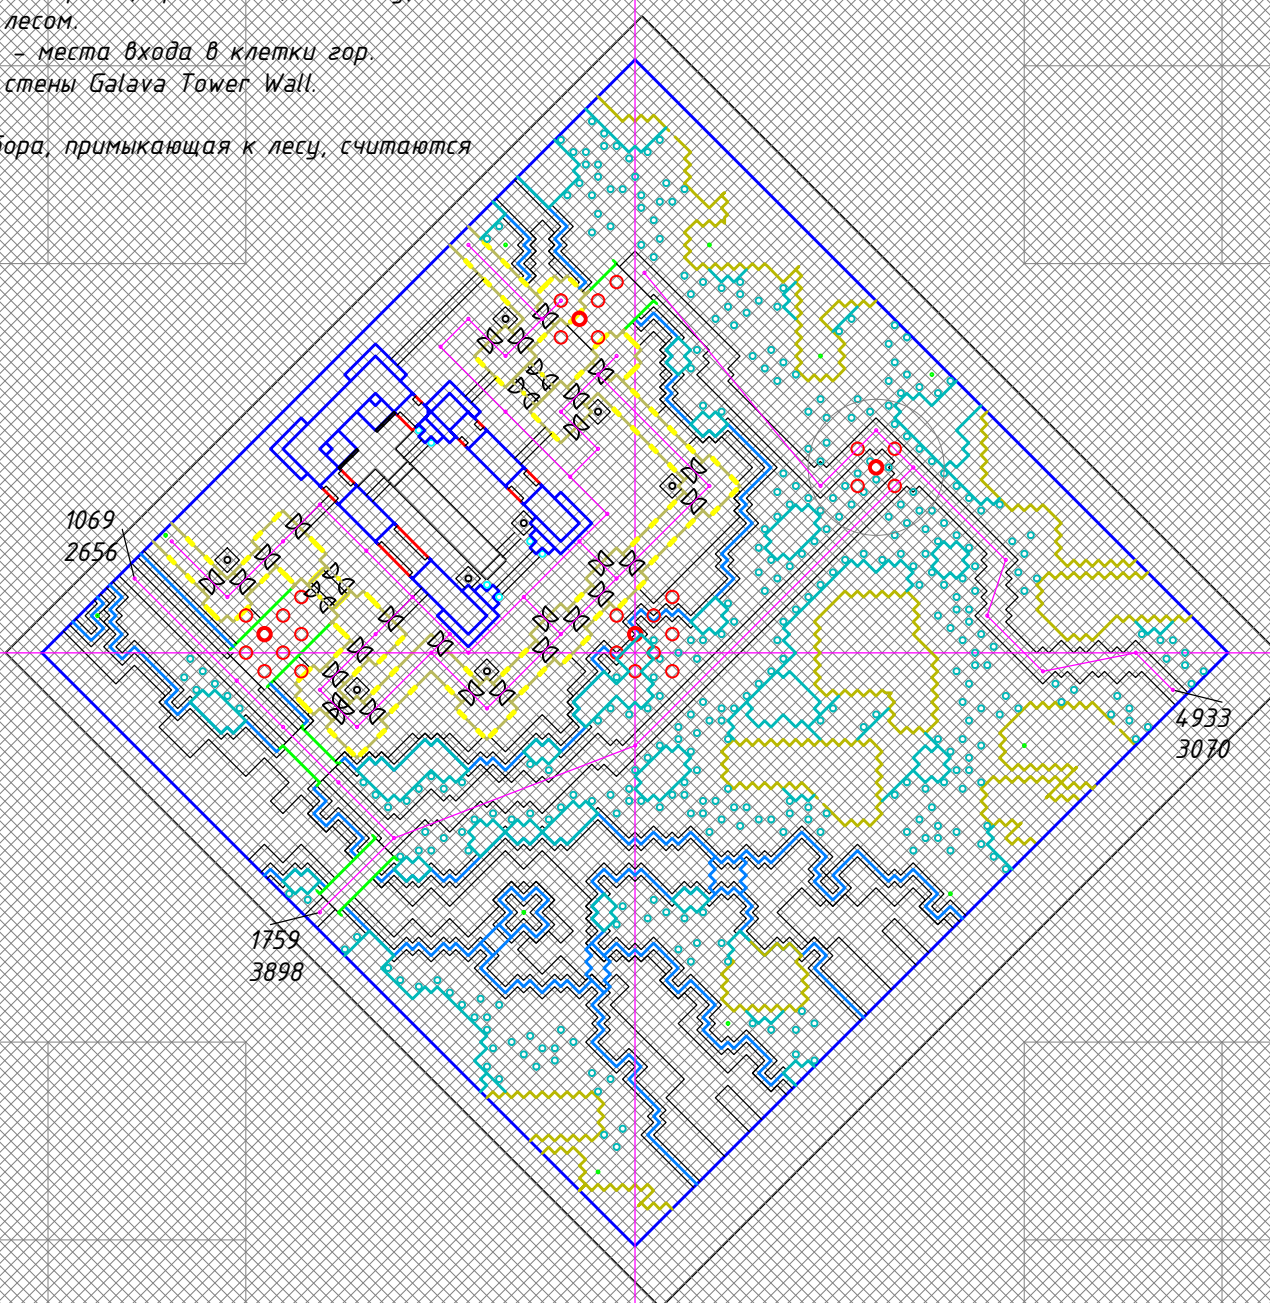 лесом.
- места входа в клетки гор.
стены Galava Tower Wall.
бора, примыкающая к лесу, считаются
1069
2656
4933
3070
1759
3898